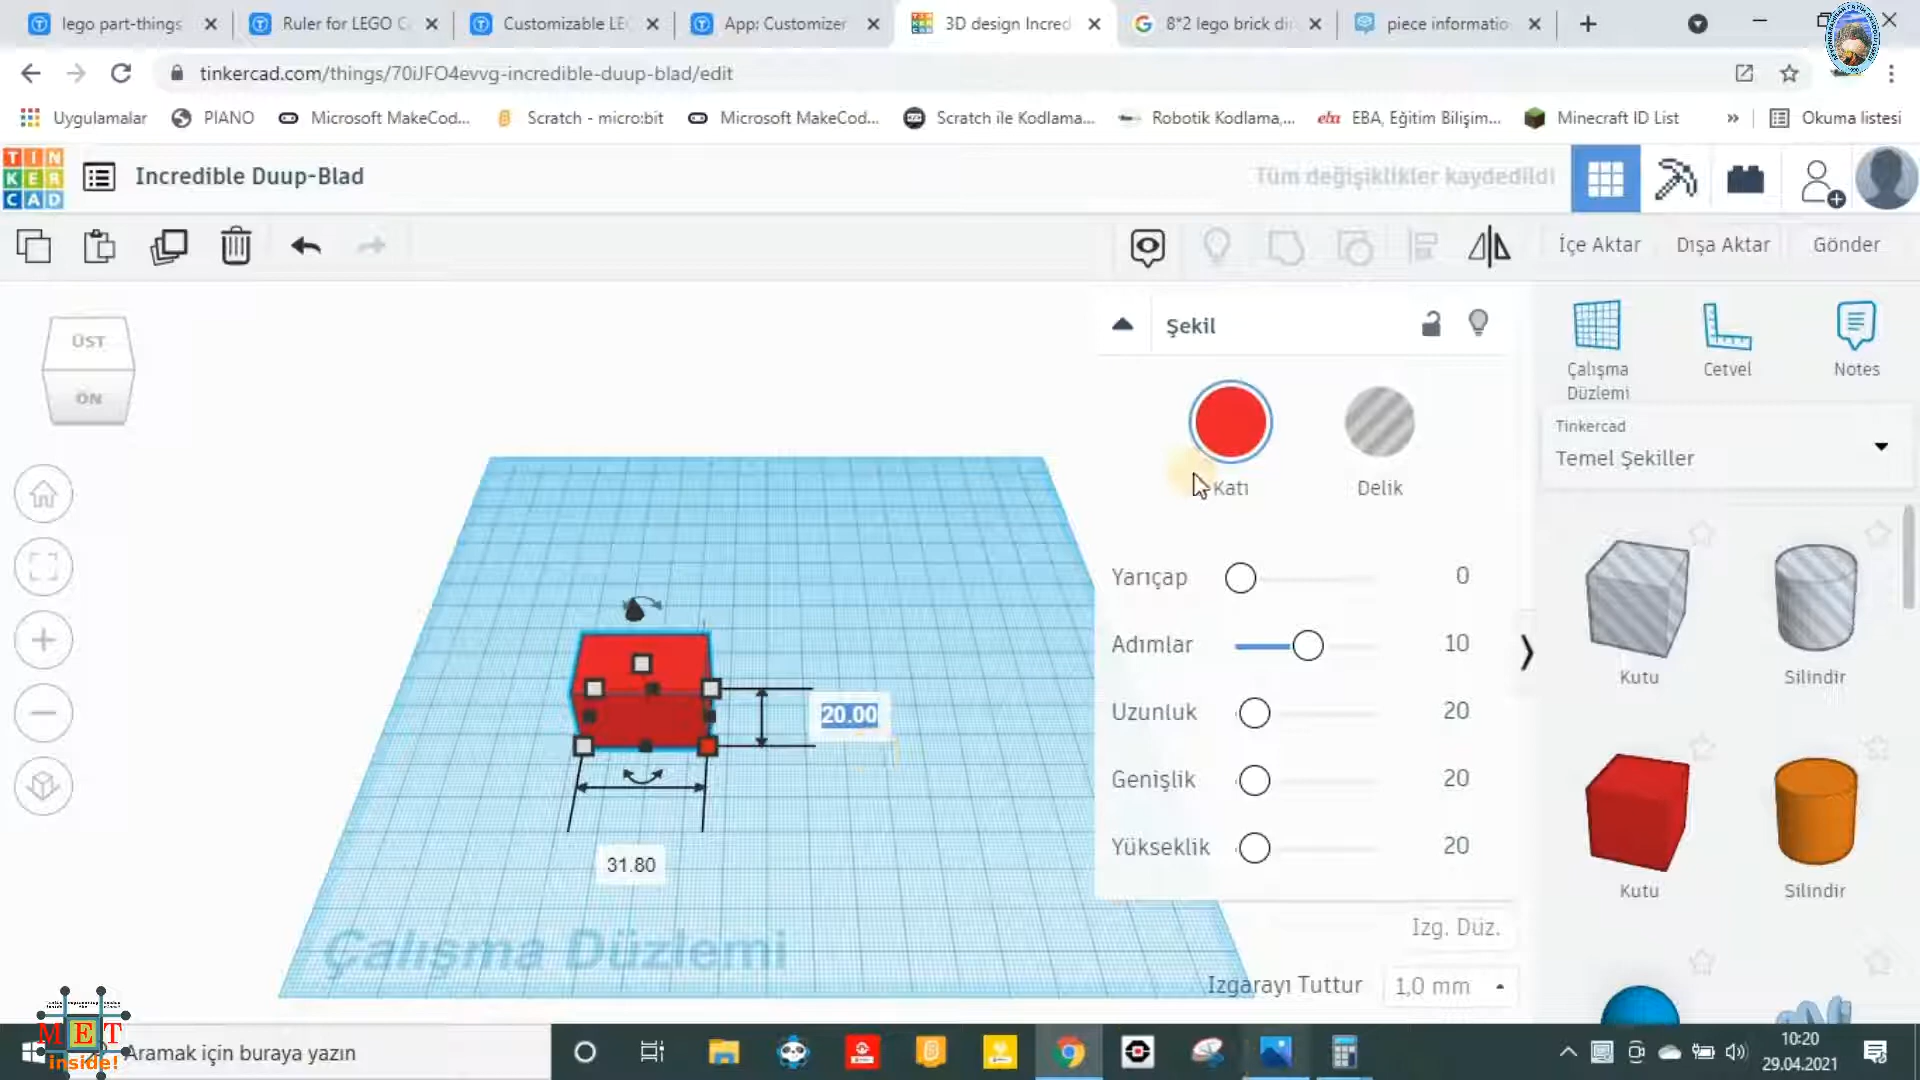 lego part-things
Ruler for LEGO C
Customizable LE
App: Customizer
3D design Incred
8*2 lego brick di
piece informatio
tinkercad.com/things/70iJFO4evvg-incredible-duup-blad/edit
Uygulamalar
PIANO
Microsoft MakeCod...
Scratch - micro:bit
Microsoft MakeCod...
Scratch ile Kodlama...
Robotik Kodlama,...
eba
EBA, Eğitim Bilişim...
Minecraft ID List
»
Okuma listesi
TIN
KER
CAD
Incredible Duup-Blad
Tüm değişiklikler kaydedildi
İçe Aktar
Dışa Aktar
Gönder
ÜST
ÖN
Şekil
Katı
Delik
Yarıçap
0
Adımlar
10
Uzunluk
20
Genişlik
20
Yükseklik
20
Çalışma
Düzlemi
Cetvel
Notes
Tinkercad
Temel Şekiller
Kutu
Silindir
Kutu
Silindir
20.00
31.80
Çalışma Düzlemi
Izg. Düz.
Izgarayı Tuttur
1,0 mm
MET
inside!
Aramak için buraya yazın
10:20
29.04.2021